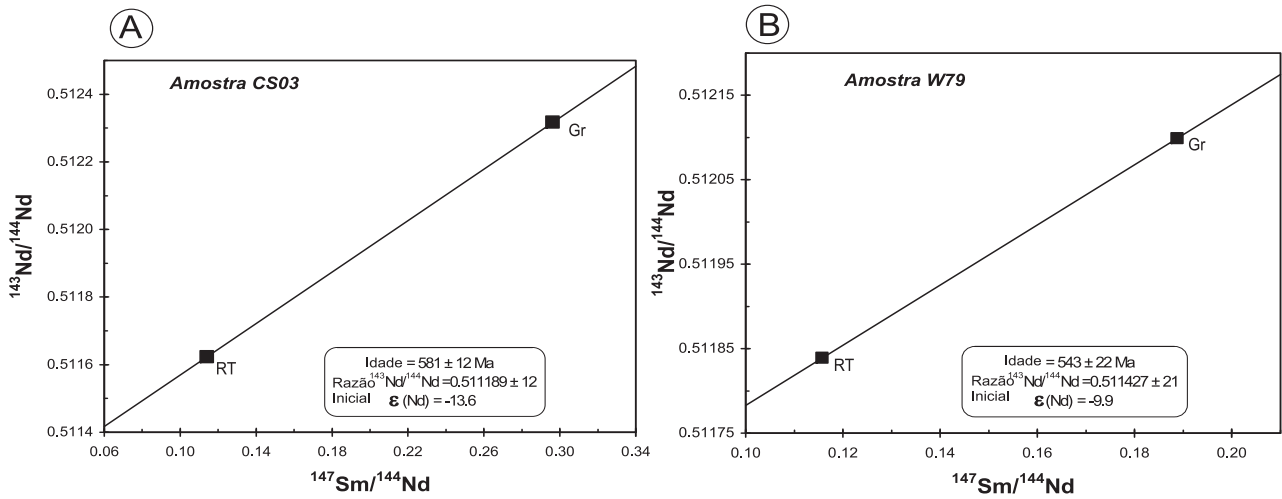 A
Amostra CS03
0.5124
0.5122
0.5120
0.5118
0.5116
0.5114
¹⁴³Nd/¹⁴⁴Nd
Gr
RT
Idade = 581 ± 12 Ma
Razão ¹⁴³Nd/¹⁴⁴Nd=0.511189 ± 12
Inicial ε (Nd) = -13.6
0.06 0.10 0.14 0.18 0.22 0.26 0.30 0.34
¹⁴⁷Sm/¹⁴⁴Nd
B
Amostra W79
0.51215
0.51205
0.51195
0.51185
0.51175
¹⁴³Nd/¹⁴⁴Nd
Gr
RT
Idade = 543 ± 22 Ma
Razão ¹⁴³Nd/¹⁴⁴Nd=0.511427 ± 21
Inicial ε (Nd) = -9.9
0.10 0.12 0.14 0.16 0.18 0.20
¹⁴⁷Sm/¹⁴⁴Nd